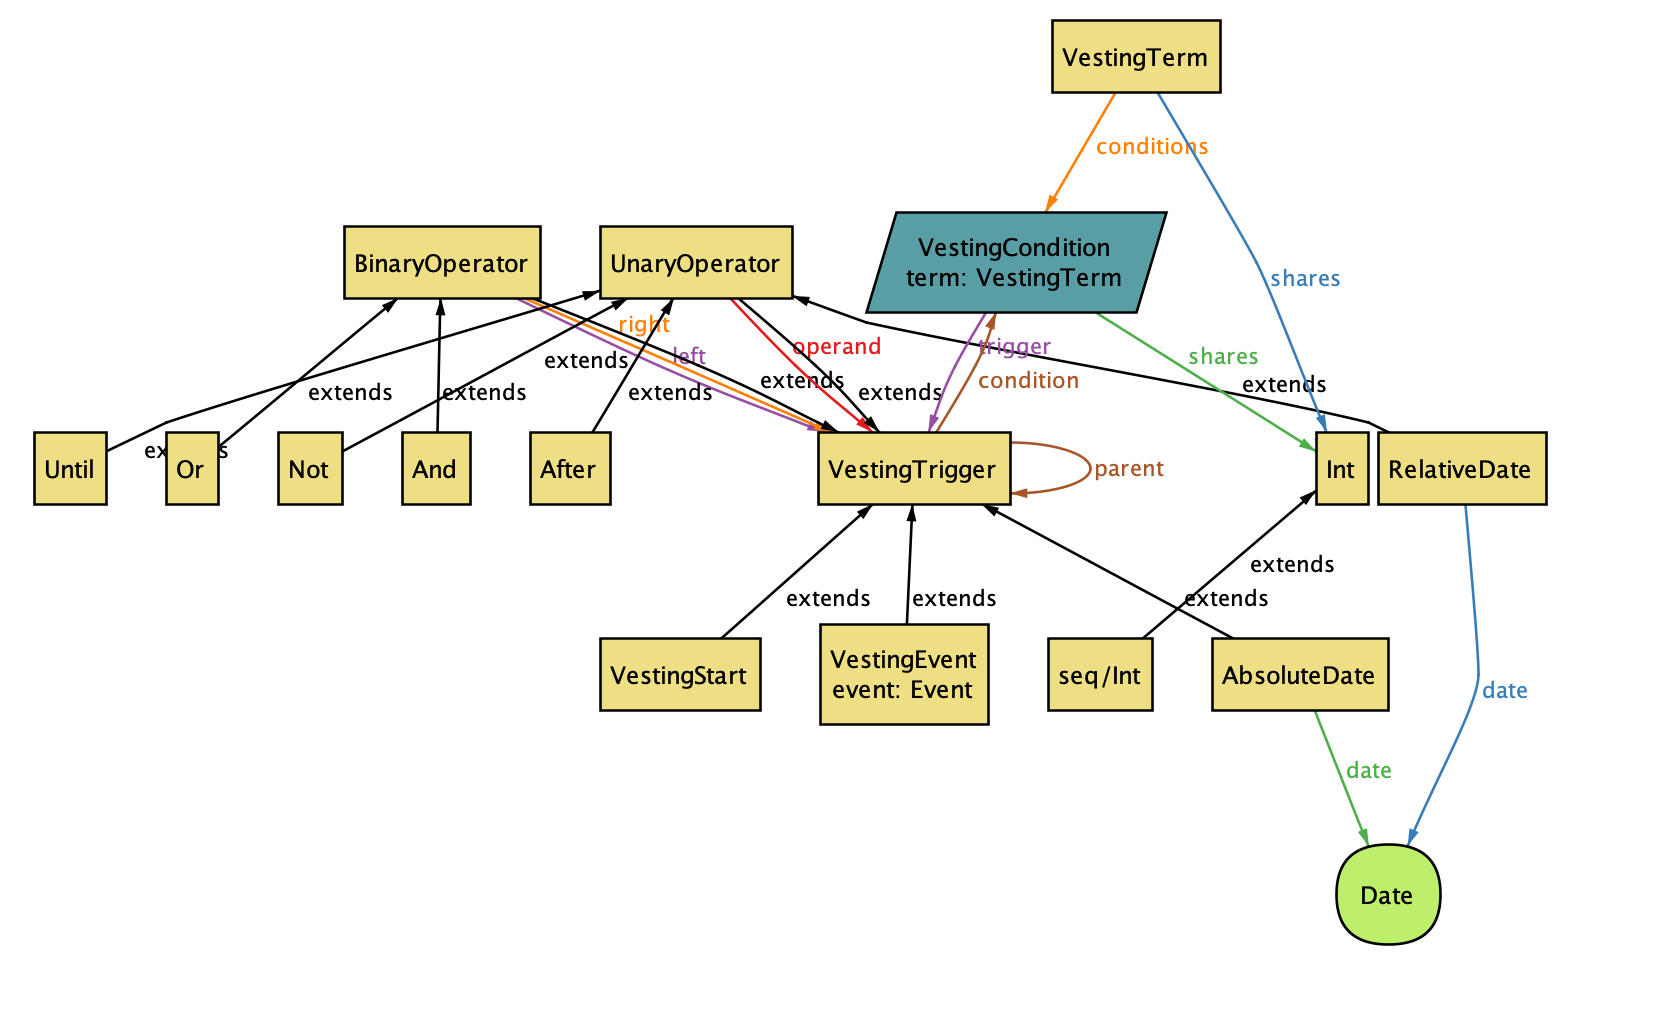 VestingTerm
conditions
shares
BinaryOperator
UnaryOperator
VestingCondition
term: VestingTerm
right
left
operand
trigger
shares
extends
extends
extends
extends
extends
extends
condition
extends
extends
Until
Or
Not
And
After
VestingTrigger
parent
Int
RelativeDate
extends
extends
extends
extends
VestingStart
VestingEvent
event: Event
seq/Int
AbsoluteDate
date
date
Date